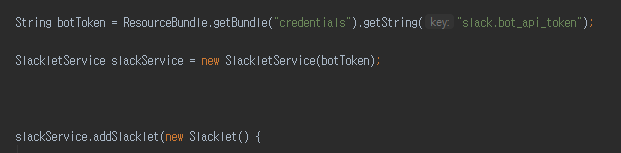 String botToken = ResourceBundle.getBundle("credentials").getString( key: "slack.bot_api_token");
SlackletService slackService = new SlackletService(botToken);
slackService.addSlacklet(new Slacklet() {